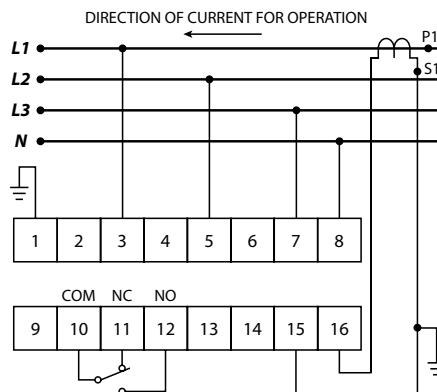 DIRECTION OF CURRENT FOR OPERATION
L1
P1
S1
L2
L3
N
1 2 3 4 5 6 7 8
COM NC NO
9 10 11 12 13 14 15 16